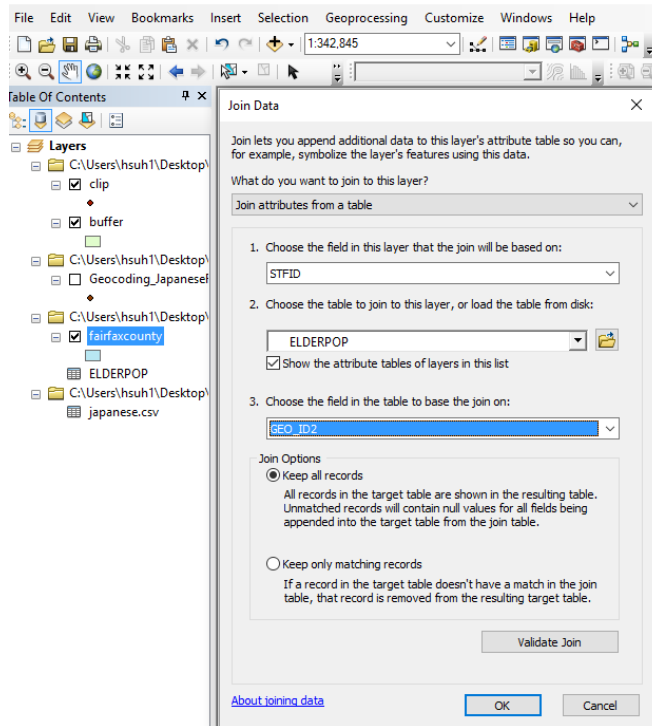 File Edit View Bookmarks Insert Selection Geoprocessing Customize Windows Help
1:342,845
Table Of Contents
Layers
C:\Users\hsuh1\Desktop\
clip
buffer
C:\Users\hsuh1\Desktop\
Geocoding_Japanese
C:\Users\hsuh1\Desktop\
fairfaxcounty
ELDERPOP
C:\Users\hsuh1\Desktop\
japanese.csv
Join Data
Join lets you append additional data to this layer's attribute table so you can,
for example, symbolize the layer's features using this data.
What do you want to join to this layer?
Join attributes from a table
1. Choose the field in this layer that the join will be based on:
STFID
2. Choose the table to join to this layer, or load the table from disk:
ELDERPOP
Show the attribute tables of layers in this list
3. Choose the field in the table to base the join on:
GEO_ID2
Join Options
Keep all records
All records in the target table are shown in the resulting table.
Unmatched records will contain null values for all fields being
appended into the target table from the join table.
Keep only matching records
If a record in the target table doesn't have a match in the join
table, that record is removed from the resulting target table.
Validate Join
About joining data
OK
Cancel